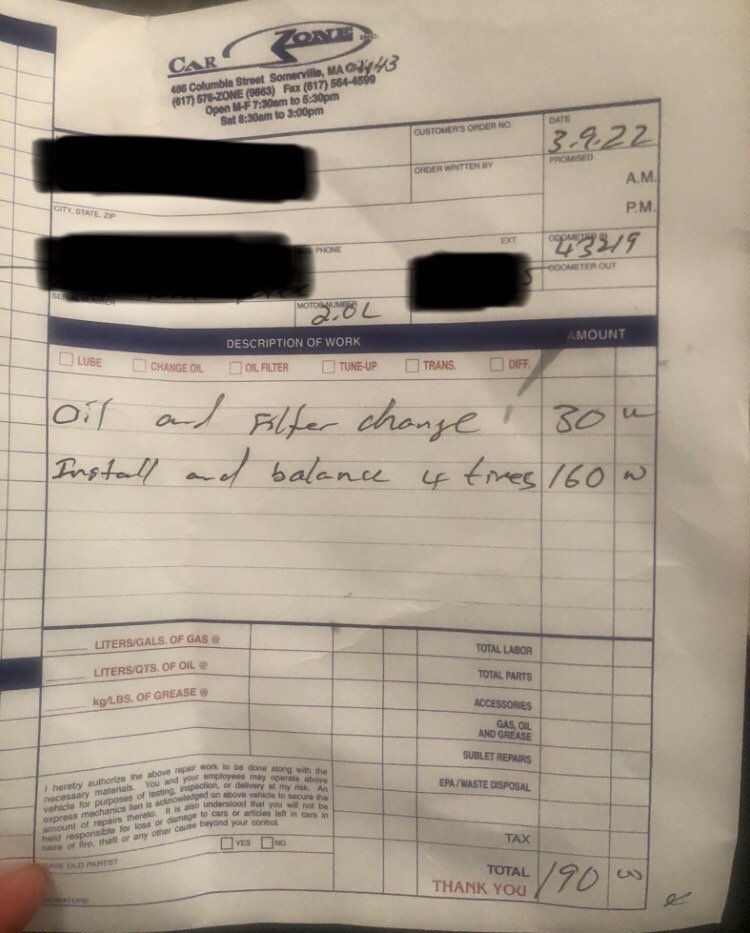 CAR ZONE INC.
486 Columbia Street Somerville, MA 02143
(617) 576-ZONE (9663) Fax (617) 564-4599
Open M-F 7:30am to 5:30pm
Sat 8:30am to 3:00pm
CUSTOMER'S ORDER NO.
DATE
3-9-22
ORDER WRITTEN BY
PROMISED
A.M.
P.M.
CITY, STATE, ZIP
PHONE
EXT.
ODOMETER IN
43219
ODOMETER OUT
SERIAL NUMBER
MOTOR NUMBER
2.0L
DESCRIPTION OF WORK AMOUNT
LUBE CHANGE OIL OIL FILTER TUNE-UP TRANS. DIFF.
Oil and Filter change 30
Install and balance 4 tires 160
LITERS/GALS. OF GAS @
LITERS/QTS. OF OIL @
kg/LBS. OF GREASE @
TOTAL LABOR
TOTAL PARTS
ACCESSORIES
GAS, OIL
AND GREASE
SUBLET REPAIRS
EPA/WASTE DISPOSAL
TAX
TOTAL 190
THANK YOU
I hereby authorize the above repair work to be done along with the
necessary materials. You and your employees may operate above
vehicle for purposes of testing, inspection, or delivery at my risk. An
express mechanics lien is acknowledged on above vehicle to secure the
amount of repairs thereto. It is also understood that you will not be
held responsible for loss or damage to cars or articles left in cars in
case of fire, theft or any other cause beyond your control.
YES NO
SAVE OLD PARTS?
SIGNATURE